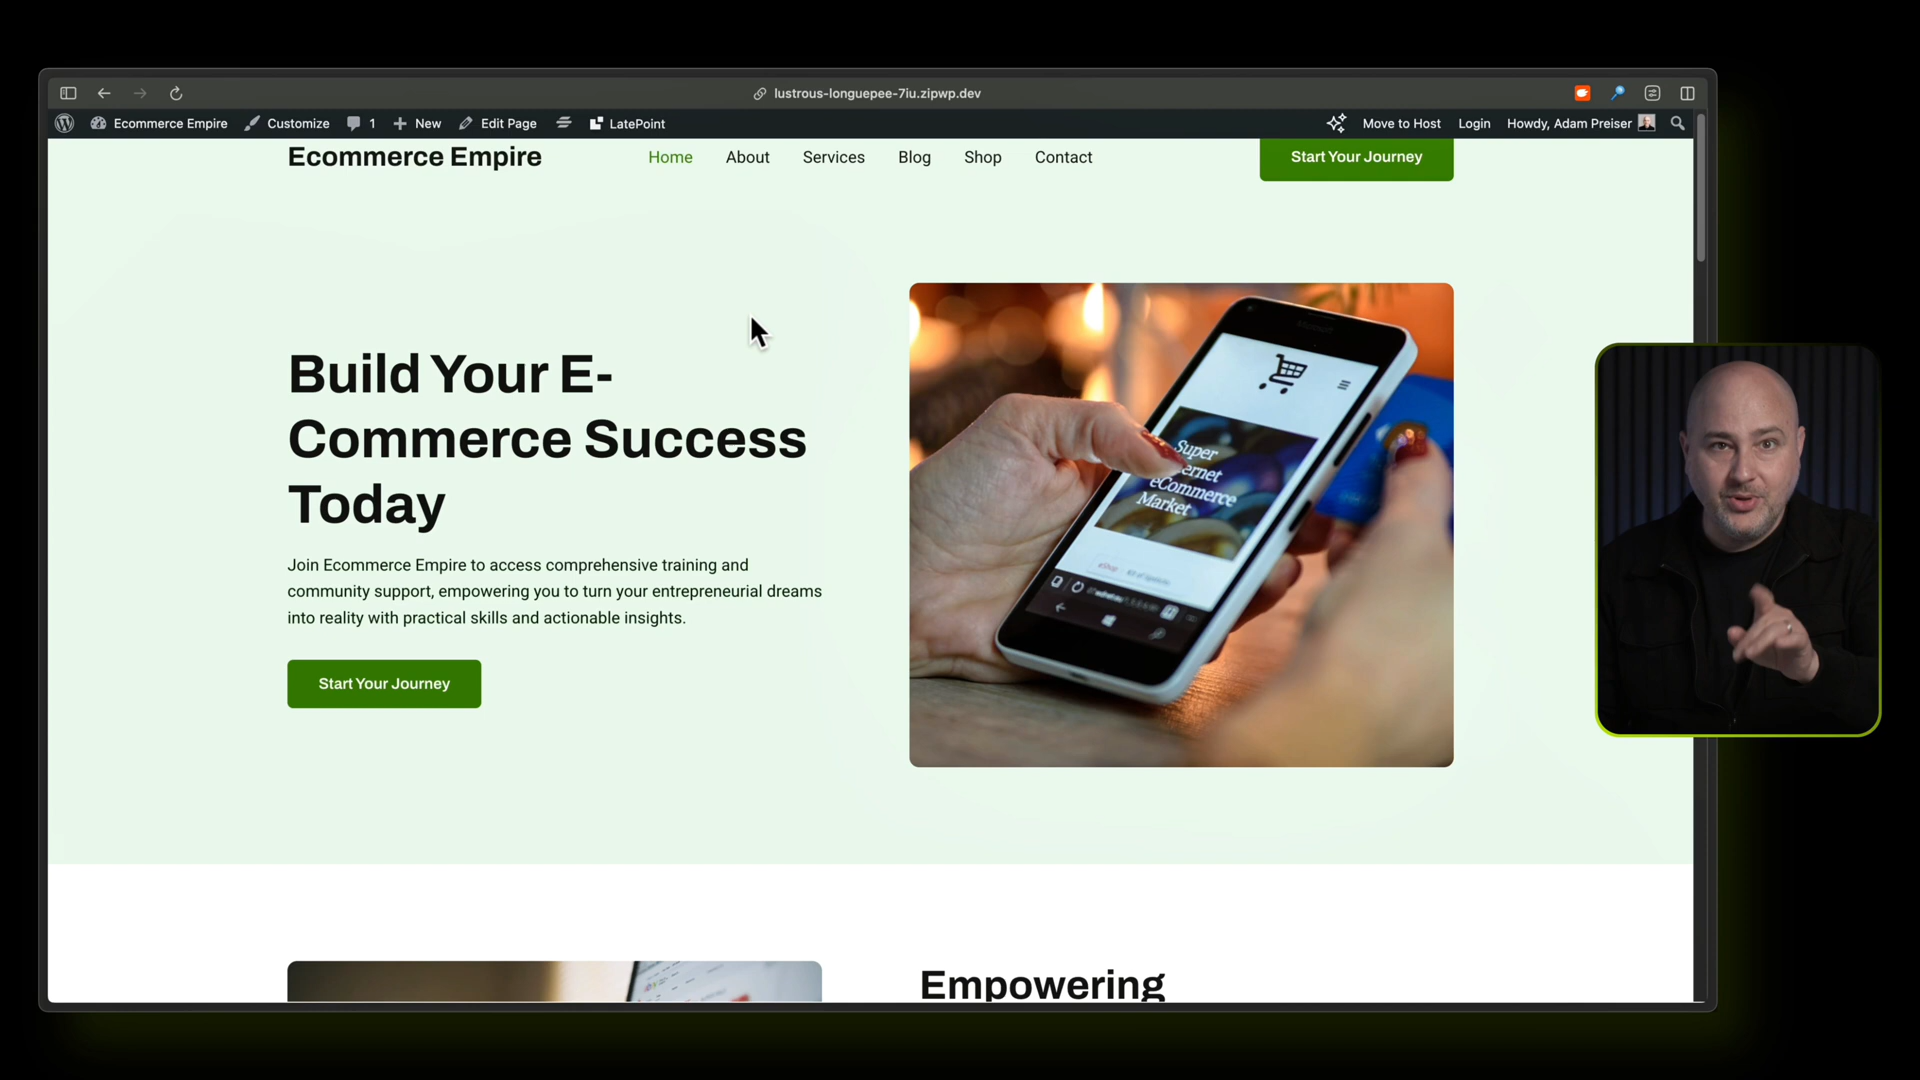 lustrous-longuepee-7iu.zipwp.dev
Ecommerce Empire Customize 1 New Edit Page LatePoint Move to Host Login Howdy, Adam Preiser
Ecommerce Empire Home About Services Blog Shop Contact Start Your Journey
Build Your E-
Commerce Success
Today
Join Ecommerce Empire to access comprehensive training and
community support, empowering you to turn your entrepreneurial dreams
into reality with practical skills and actionable insights.
Start Your Journey
Super
eCommerce
Market
Empowering